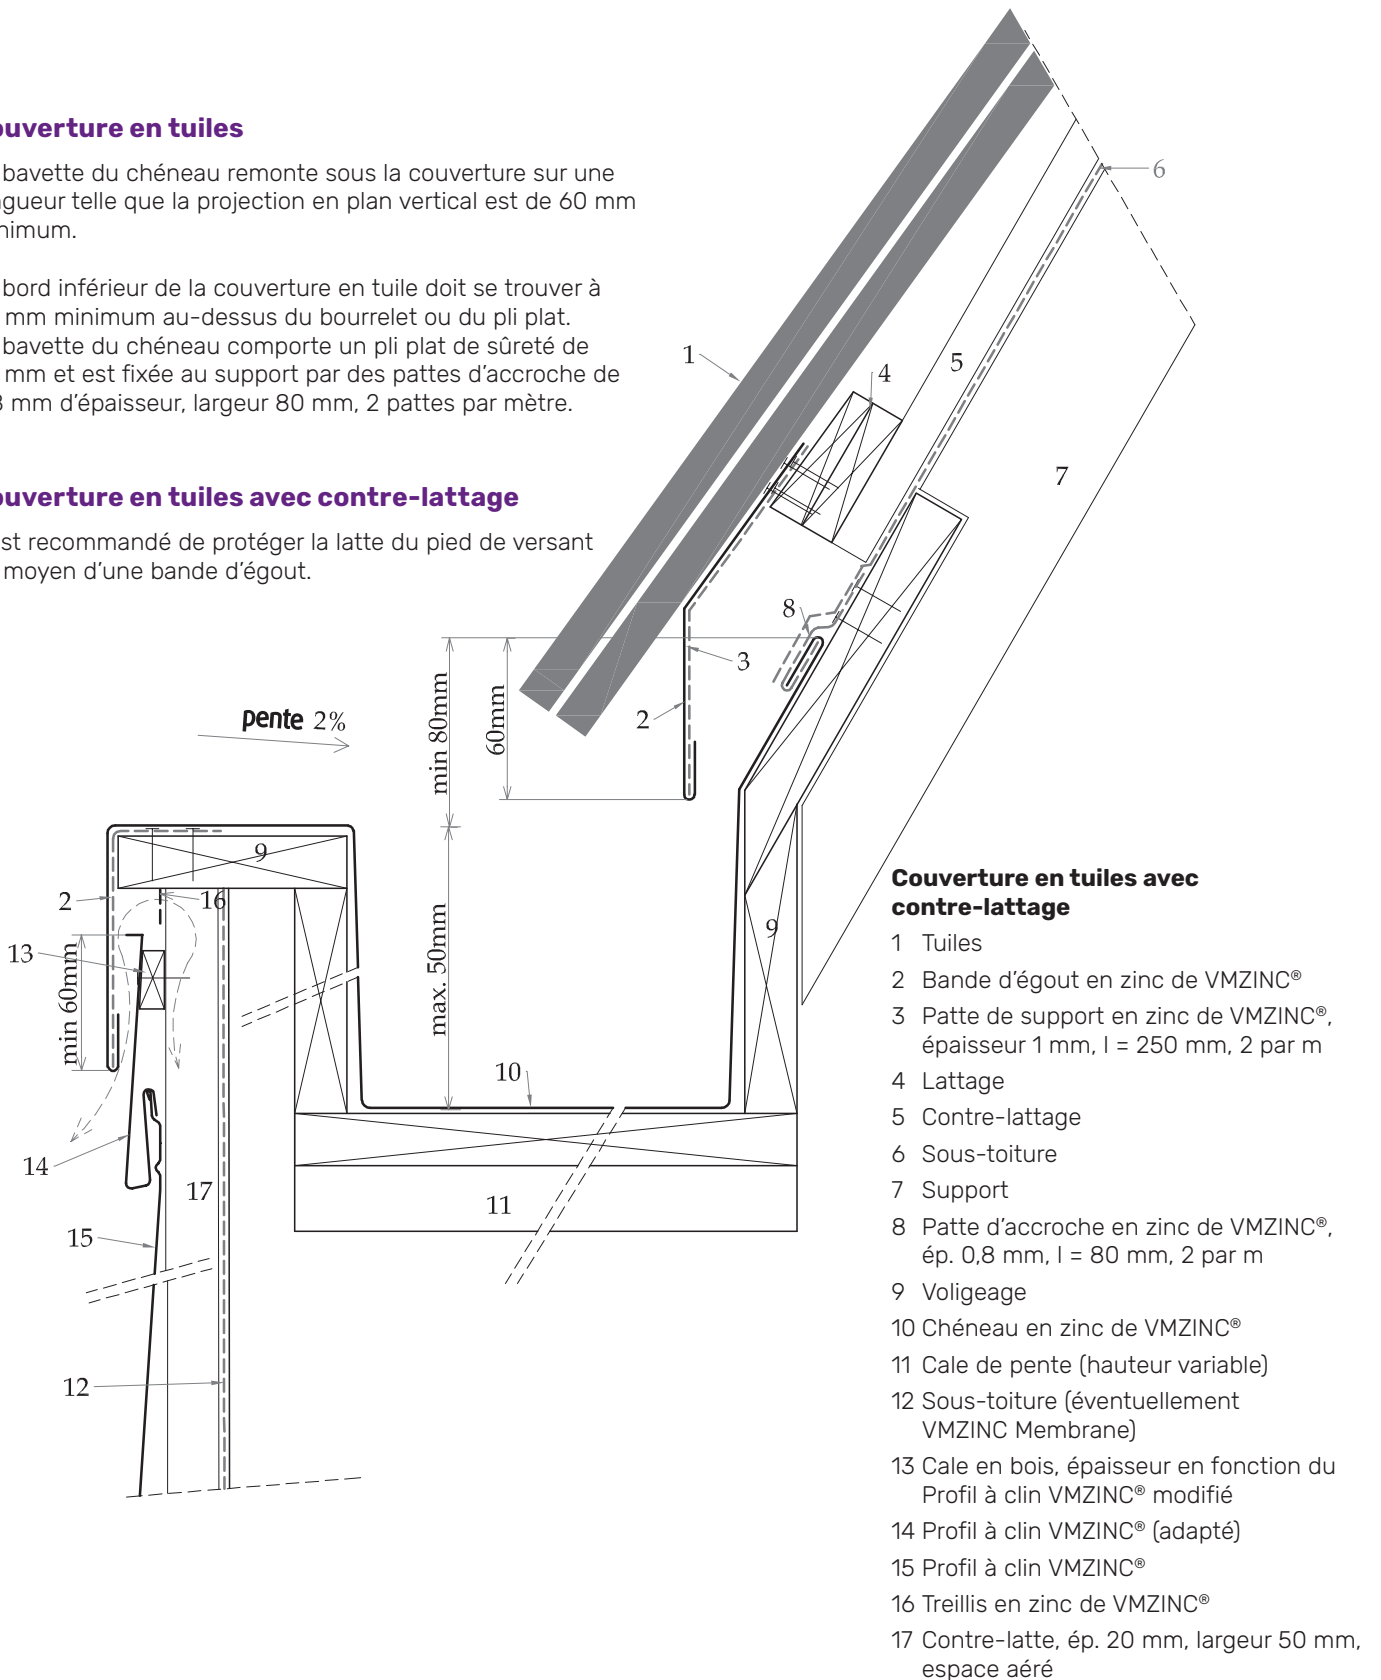 ouverture en tuiles
bavette du chéneau remonte sous la couverture sur une
gueur telle que la projection en plan vertical est de 60 mm
nimum.
bord inférieur de la couverture en tuile doit se trouver à
mm minimum au-dessus du bourrelet ou du pli plat.
bavette du chéneau comporte un pli plat de sûreté de
mm et est fixée au support par des pattes d'accroche de
mm d'épaisseur, largeur 80 mm, 2 pattes par mètre.
ouverture en tuiles avec contre-lattage
st recommandé de protéger la latte du pied de versant
moyen d'une bande d'égout.
6
1
4
5
7
8
3
2
min 80mm
60mm
pente 2%
9
2
16
13
min 60mm
max. 50mm
9
10
14
17
11
15
12
Couverture en tuiles avec
contre-lattage
1 Tuiles
2 Bande d'égout en zinc de VMZINC®
3 Patte de support en zinc de VMZINC®,
épaisseur 1 mm, l = 250 mm, 2 par m
4 Lattage
5 Contre-lattage
6 Sous-toiture
7 Support
8 Patte d'accroche en zinc de VMZINC®,
ép. 0,8 mm, l = 80 mm, 2 par m
9 Voligeage
10 Chéneau en zinc de VMZINC®
11 Cale de pente (hauteur variable)
12 Sous-toiture (éventuellement
VMZINC Membrane)
13 Cale en bois, épaisseur en fonction du
Profil à clin VMZINC® modifié
14 Profil à clin VMZINC® (adapté)
15 Profil à clin VMZINC®
16 Treillis en zinc de VMZINC®
17 Contre-latte, ép. 20 mm, largeur 50 mm,
espace aéré